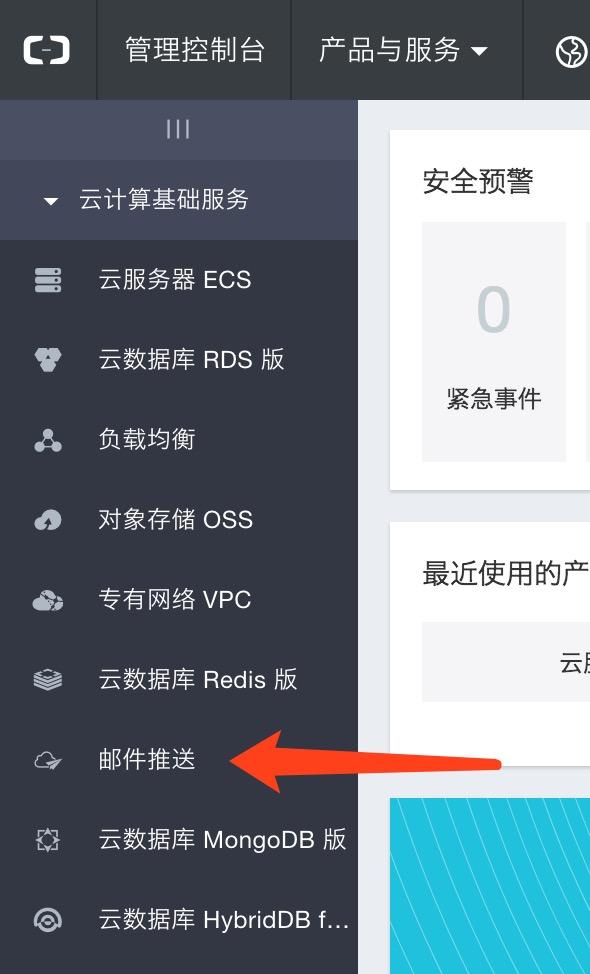 管理控制台
产品与服务
云计算基础服务
云服务器 ECS
云数据库 RDS 版
负载均衡
对象存储 OSS
专有网络 VPC
云数据库 Redis 版
邮件推送
云数据库 MongoDB 版
云数据库 HybridDB f...
安全预警
0
紧急事件
最近使用的产
云服